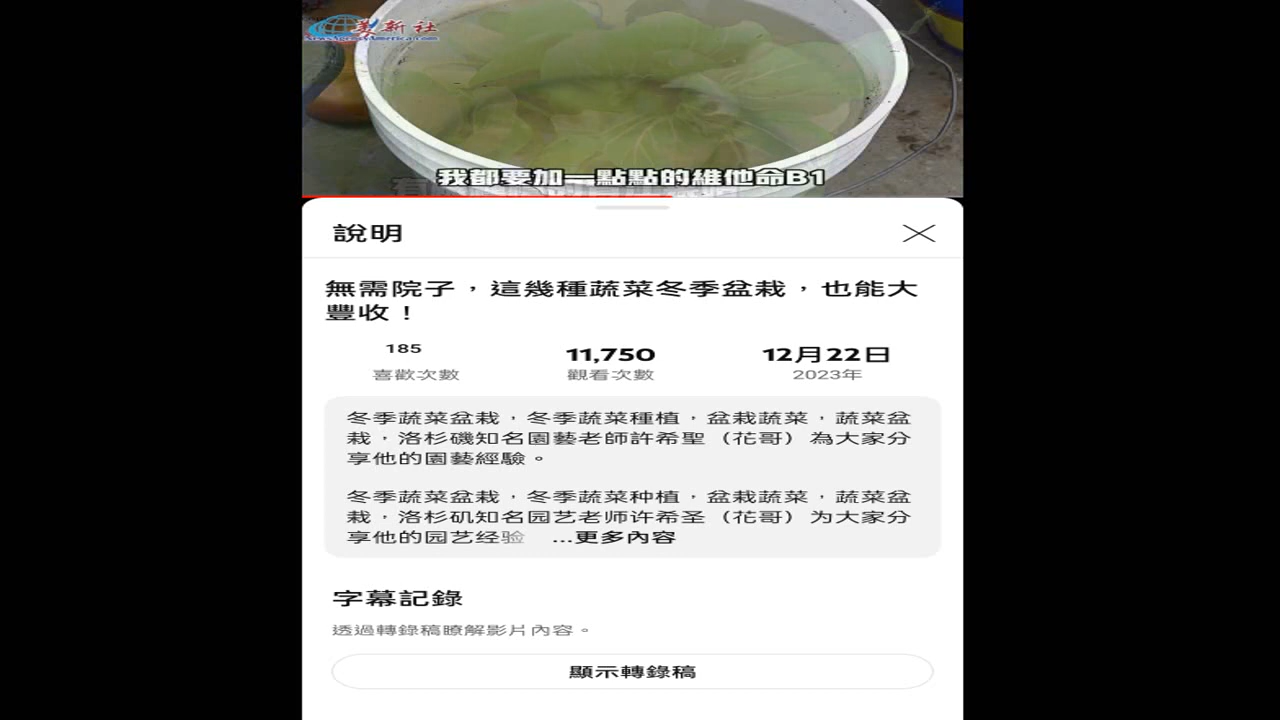 美新社
NewsAgencyAmerica.com
我都要加一點點的維他命B1
說明
無需院子，這幾種蔬菜冬季盆栽，也能大
豐收！
185 11,750 12月22日
喜歡次數 觀看次數 2023年
冬季蔬菜盆栽，冬季蔬菜種植，盆栽蔬菜，蔬菜盆
栽，洛杉磯知名園藝老師許希聖（花哥）為大家分
享他的園藝經驗。
冬季蔬菜盆栽，冬季蔬菜种植，盆栽蔬菜，蔬菜盆
栽，洛杉矶知名园艺老师许希圣（花哥）为大家分
享他的园艺经验 ...更多內容
字幕記錄
透過轉錄稿瞭解影片內容。
顯示轉錄稿